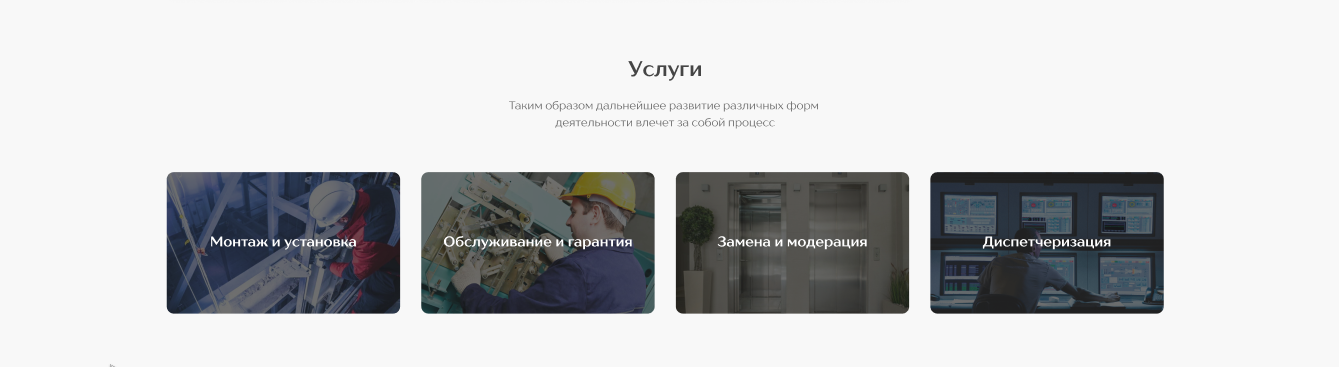 Услуги
Таким образом дальнейшее развитие различных форм
деятельности влечет за собой процесс
Монтаж и установка
Обслуживание и гарантия
Замена и модерация
Диспетчеризация